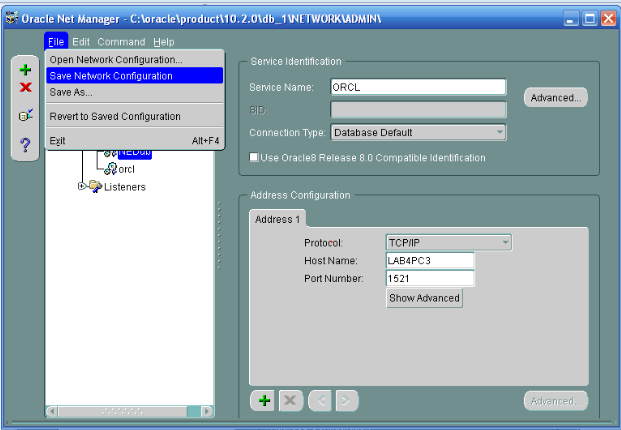 Oracle Net Manager - C:\oracle\product\10.2.0\db_1\NETWORK\ADMIN\
File Edit Command Help
Open Network Configuration...
Save Network Configuration
Save As...
Revert to Saved Configuration
Exit Alt+F4
orcl
Listeners
Service Identification
Service Name: ORCL
Advanced...
SID:
Connection Type: Database Default
Use Oracle8 Release 8.0 Compatible Identification
Address Configuration
Address 1
Protocol: TCP/IP
Host Name: LAB4PC3
Port Number: 1521
Show Advanced
Advanced...